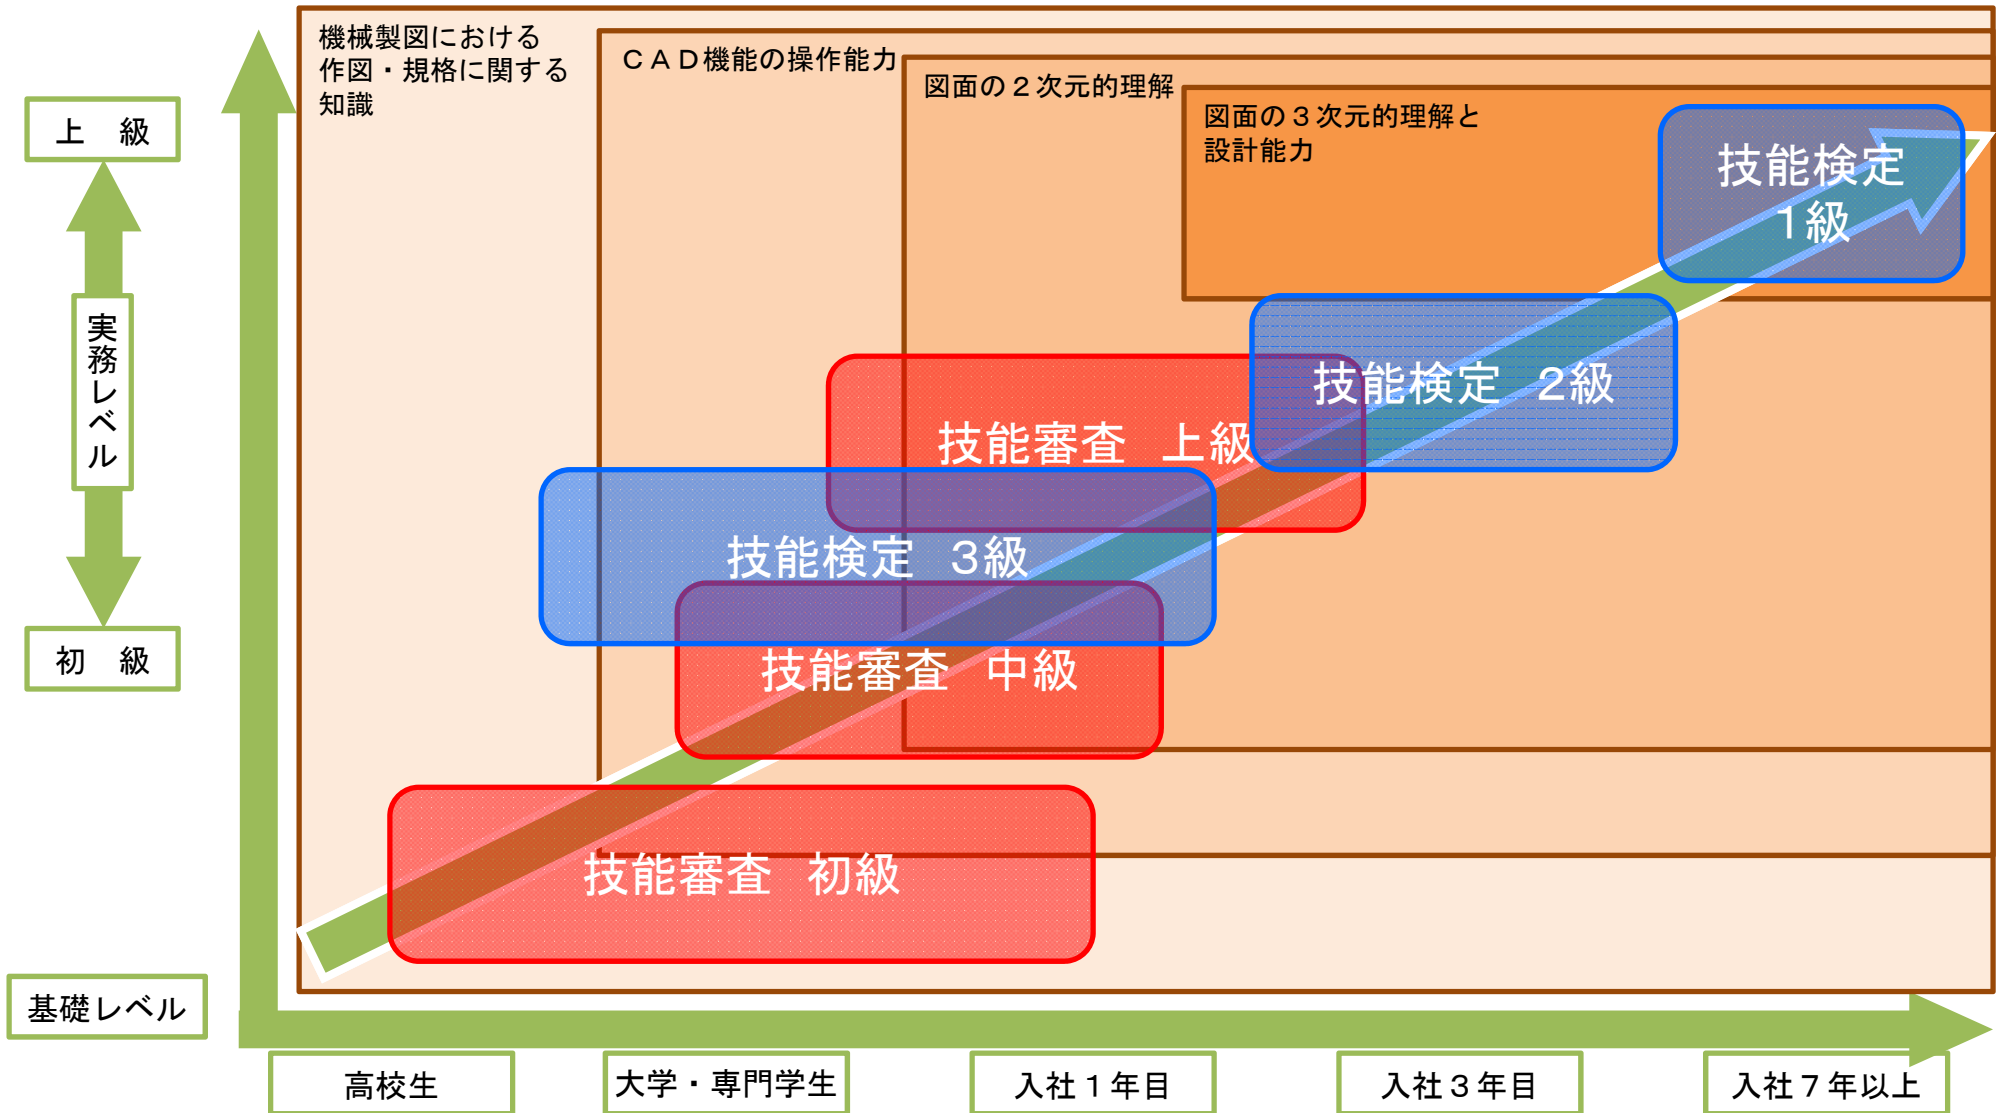 機械製図における
作図・規格に関する
知識
ＣＡＤ機能の操作能力
図面の２次元的理解
図面の３次元的理解と
設計能力
上　級
実務レベル
初　級
基礎レベル
技能検定
１級
技能検定　２級
技能審査　上級
技能検定　３級
技能審査　中級
技能審査　初級
高校生
大学・専門学生
入社１年目
入社３年目
入社７年以上